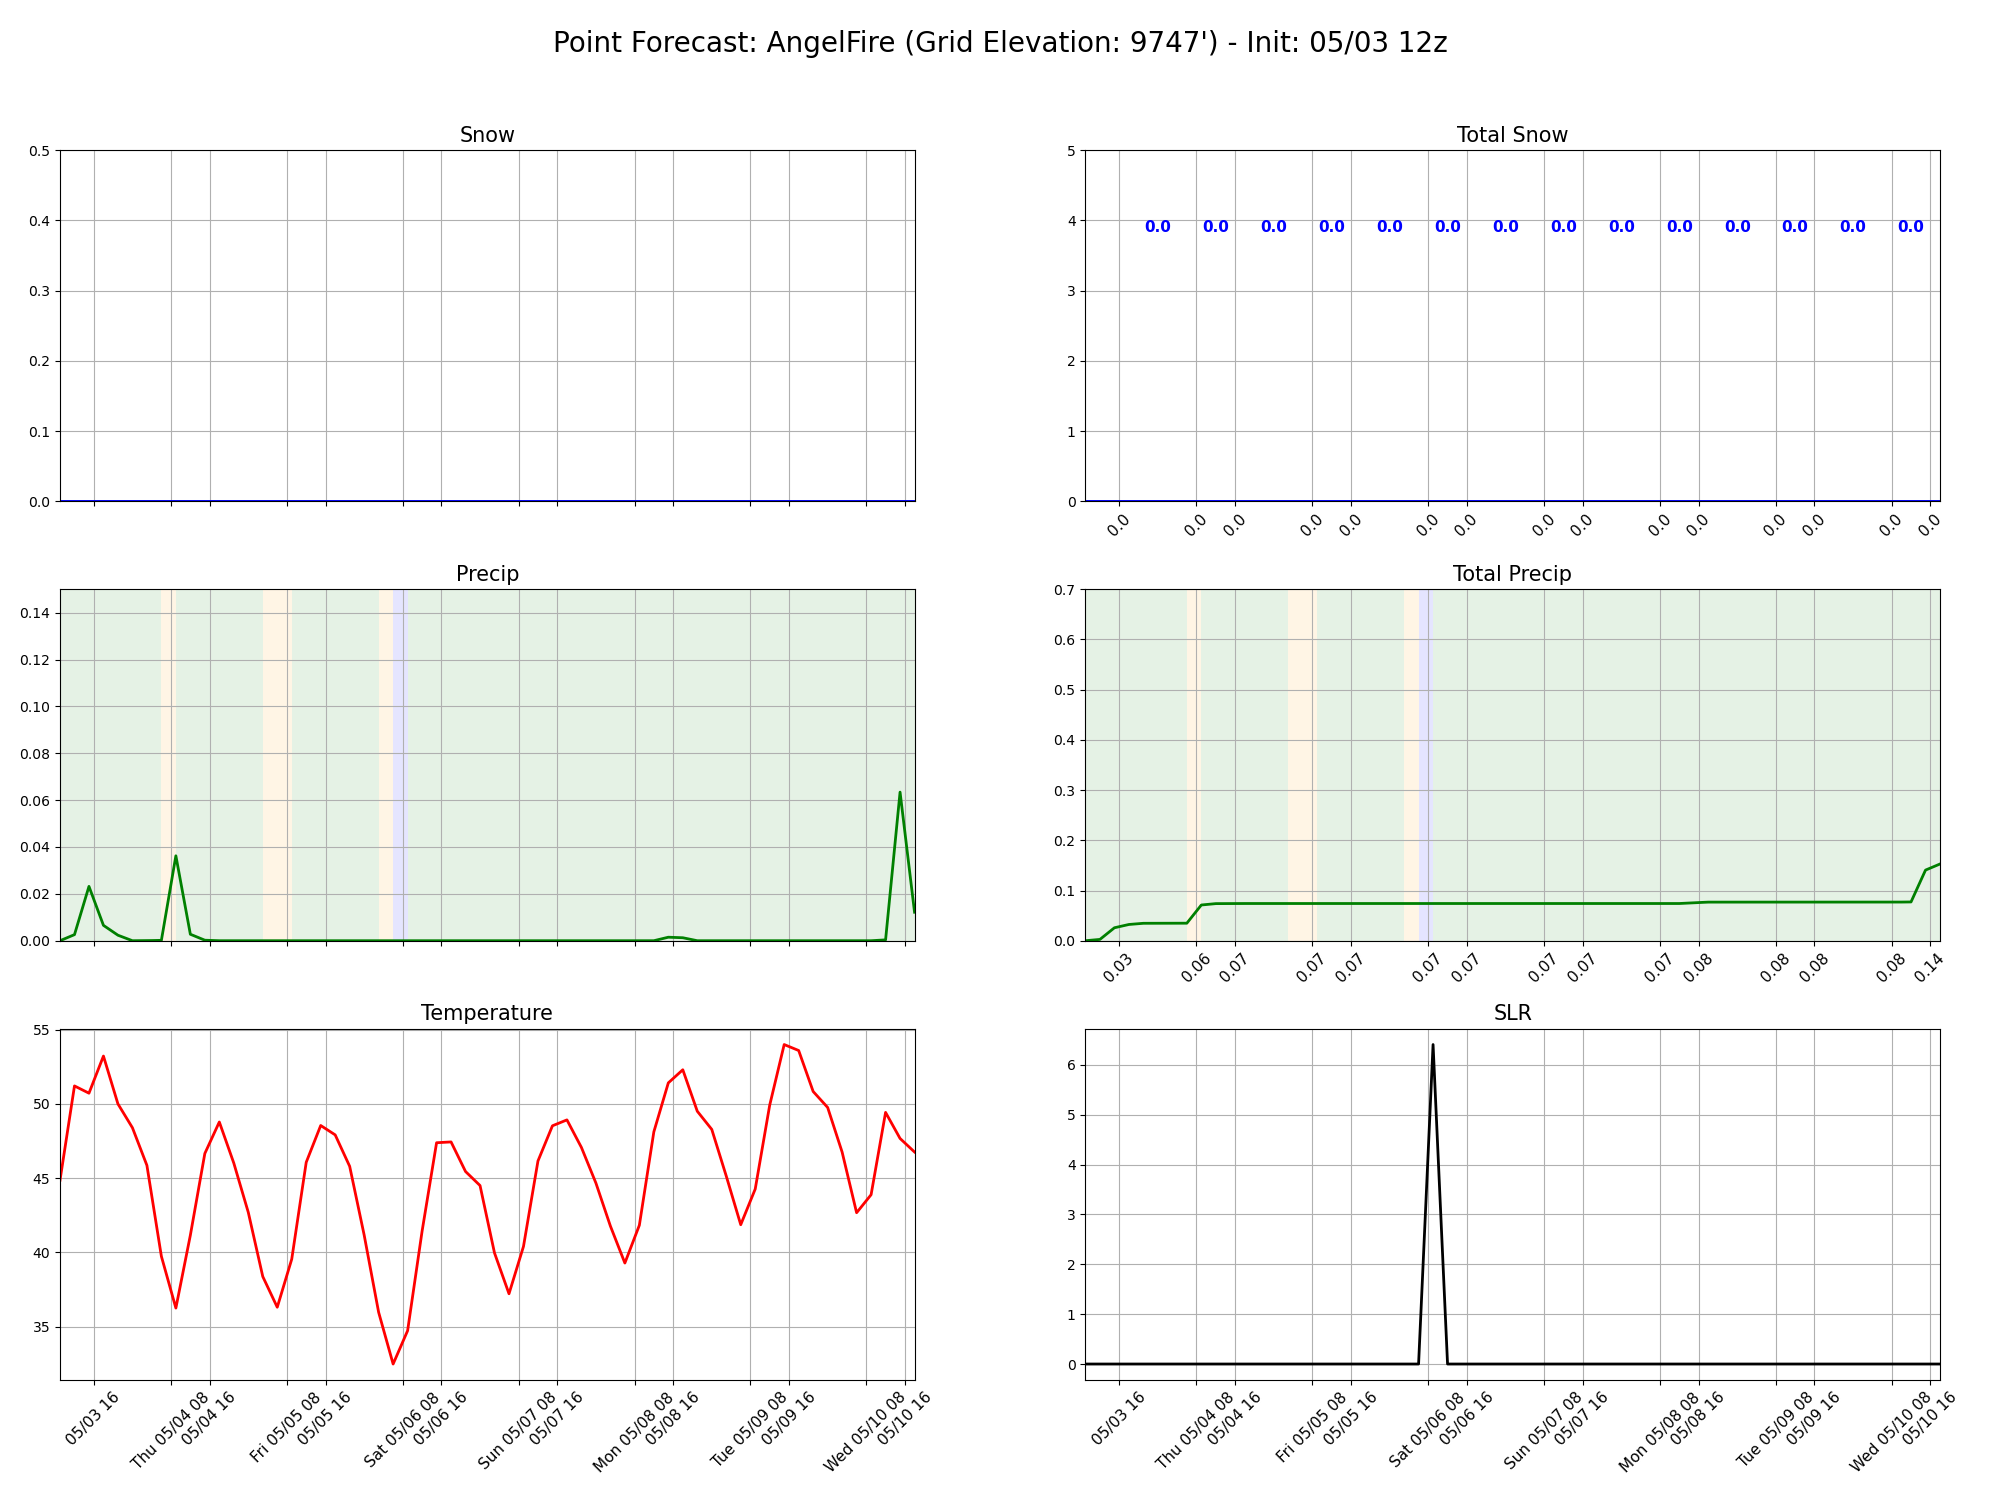 Point Forecast: AngelFire (Grid Elevation: 9747') - Init: 05/03 12z
Snow
0.5
0.4
0.3
0.2
0.1
0.0
Total Snow
5
4
3
2
1
0
0.0 0.0 0.0 0.0 0.0 0.0 0.0 0.0 0.0 0.0 0.0 0.0 0.0 0.0
0.0 0.0 0.0 0.0 0.0 0.0 0.0 0.0 0.0 0.0 0.0 0.0 0.0 0.0 0.0
Precip
0.14
0.12
0.10
0.08
0.06
0.04
0.02
0.00
Total Precip
0.7
0.6
0.5
0.4
0.3
0.2
0.1
0.0
0.03 0.06 0.07 0.07 0.07 0.07 0.07 0.07 0.07 0.07 0.08 0.08 0.08 0.08 0.14
Temperature
55
50
45
40
35
05/03 16
Thu 05/04 08
05/04 16
Fri 05/05 08
05/05 16
Sat 05/06 08
05/06 16
Sun 05/07 08
05/07 16
Mon 05/08 08
05/08 16
Tue 05/09 08
05/09 16
Wed 05/10 08
05/10 16
SLR
6
5
4
3
2
1
0
05/03 16
Thu 05/04 08
05/04 16
Fri 05/05 08
05/05 16
Sat 05/06 08
05/06 16
Sun 05/07 08
05/07 16
Mon 05/08 08
05/08 16
Tue 05/09 08
05/09 16
Wed 05/10 08
05/10 16